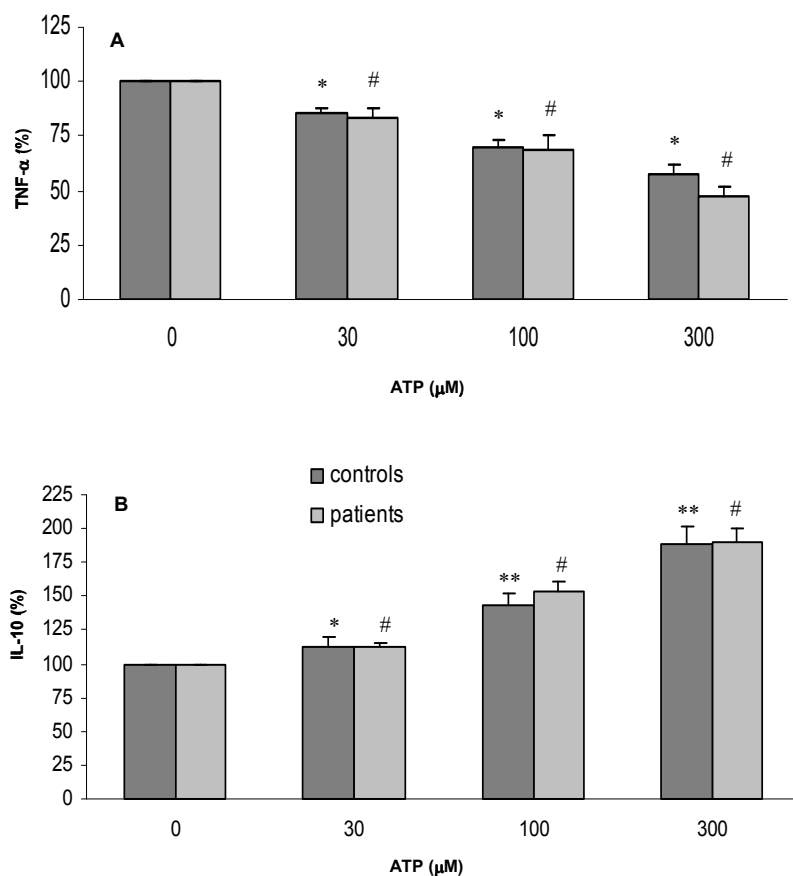 A
TNF-α (%)
125
100
75
50
25
0
* #
* #
* #
0 30 100 300
ATP (μM)
B
controls
patients
IL-10 (%)
225
200
175
150
125
100
75
50
25
0
* #
** #
** #
0 30 100 300
ATP (μM)